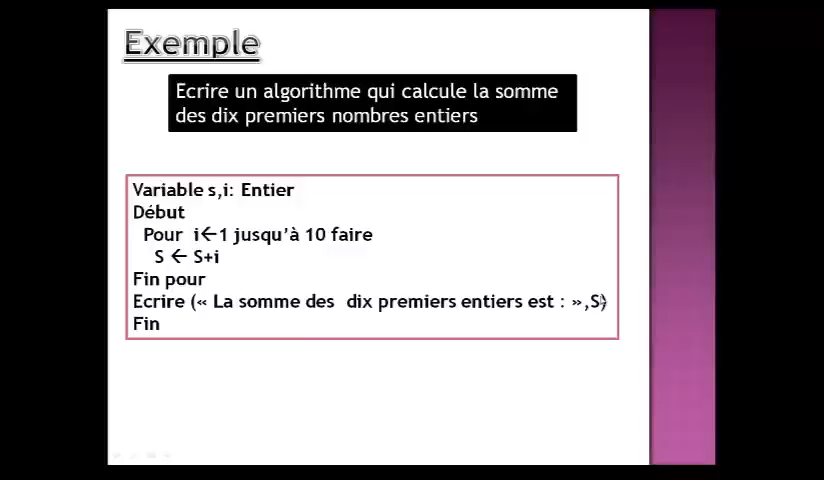 Exemple
Ecrire un algorithme qui calcule la somme
des dix premiers nombres entiers
Variable s,i: Entier
Début
Pour i←1 jusqu'à 10 faire
S ← S+i
Fin pour
Ecrire (« La somme des dix premiers entiers est : »,S)
Fin